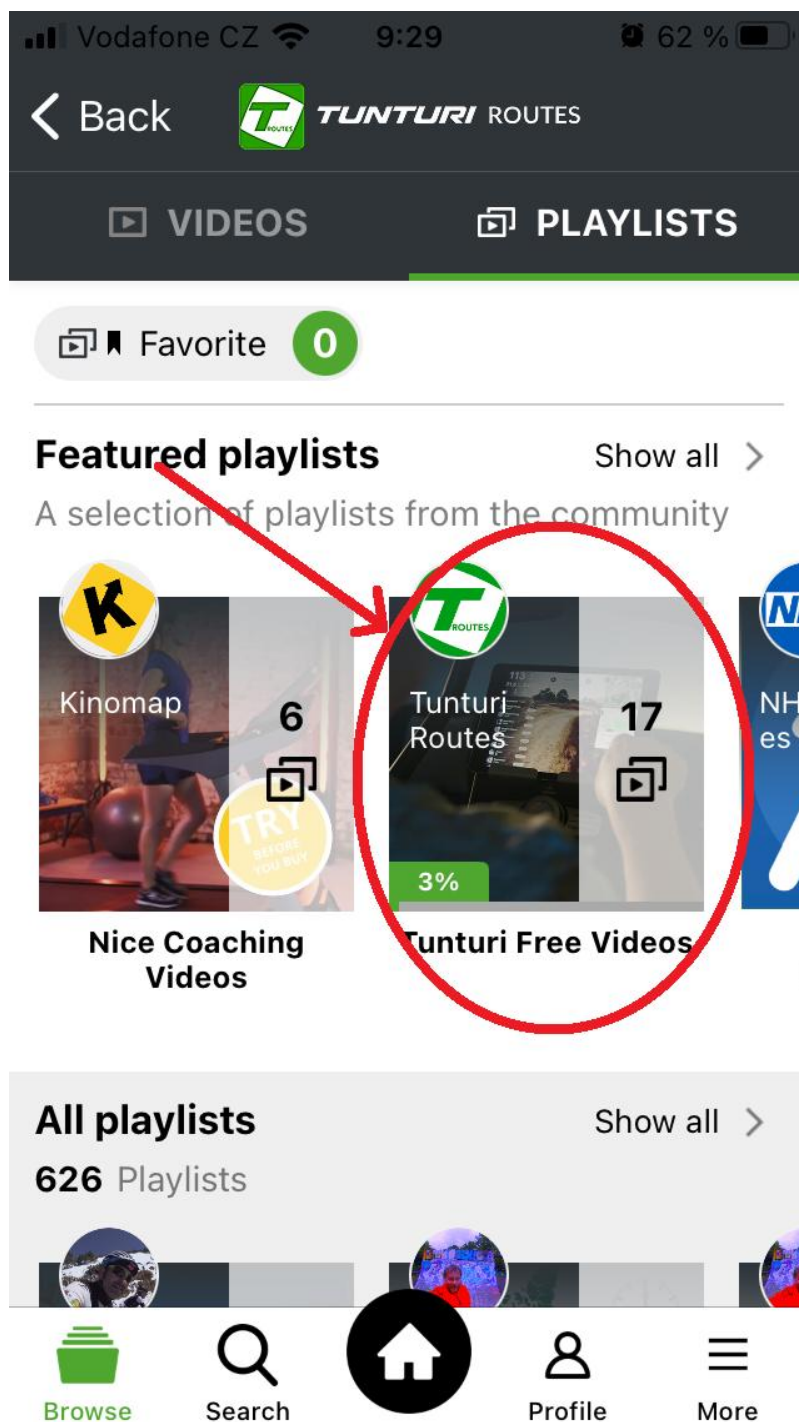 Vodafone CZ 9:29 62 %
Back TUNTURI ROUTES
VIDEOS PLAYLISTS
Favorite 0
Featured playlists Show all
A selection of playlists from the community
K
T
ROUTES
Kinomap
6
Tunturi
Routes
17
NH
es
TRY
BEFORE
YOU BUY
3%
Nice Coaching
Videos
Tunturi Free Videos
All playlists Show all
626 Playlists
Browse Search Profile More